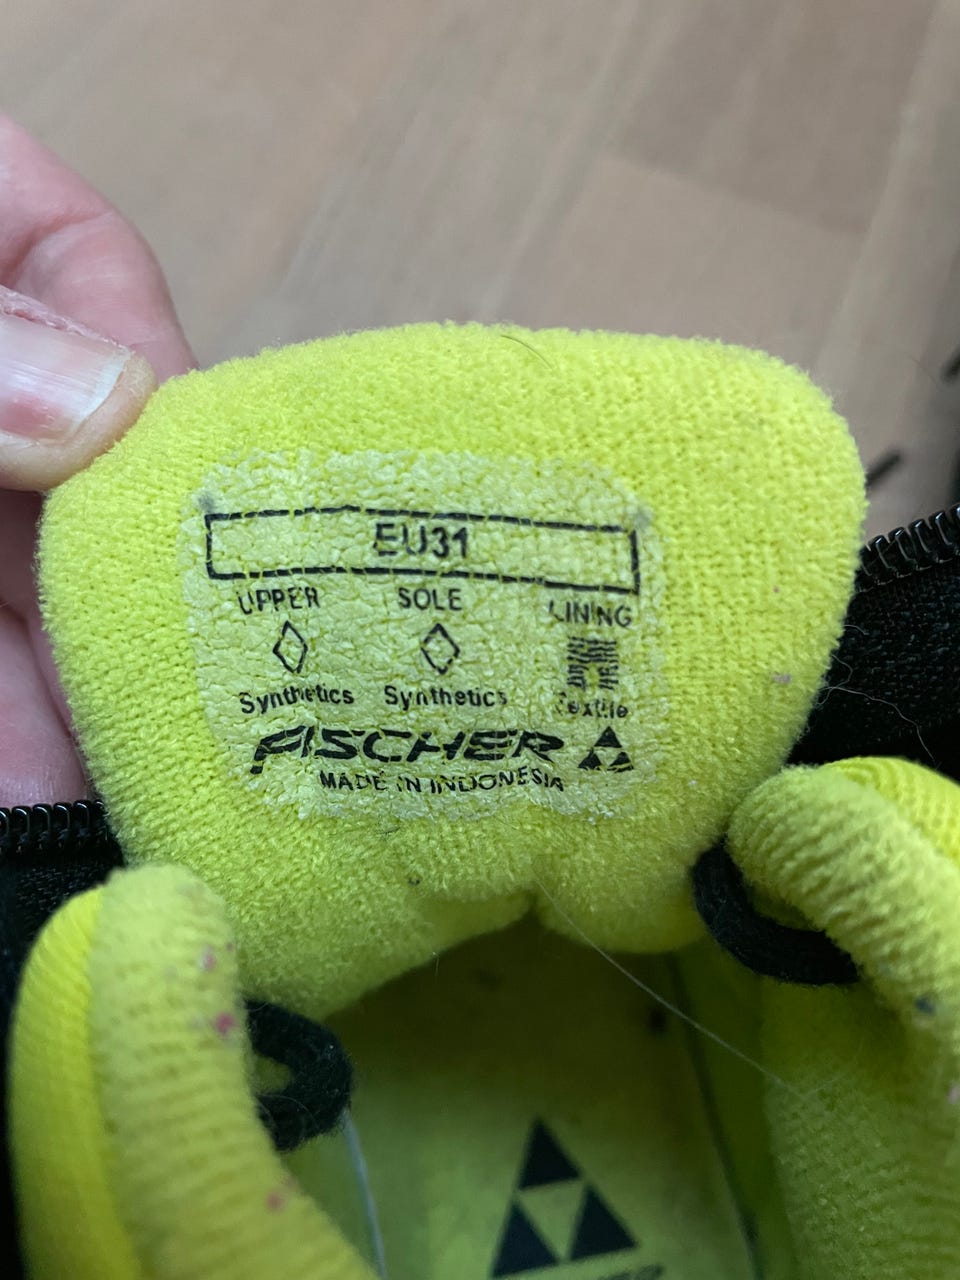 EU31
UPPER SOLE LINING
Synthetics Synthetics Textile
FISCHER
MADE IN INDONESIA